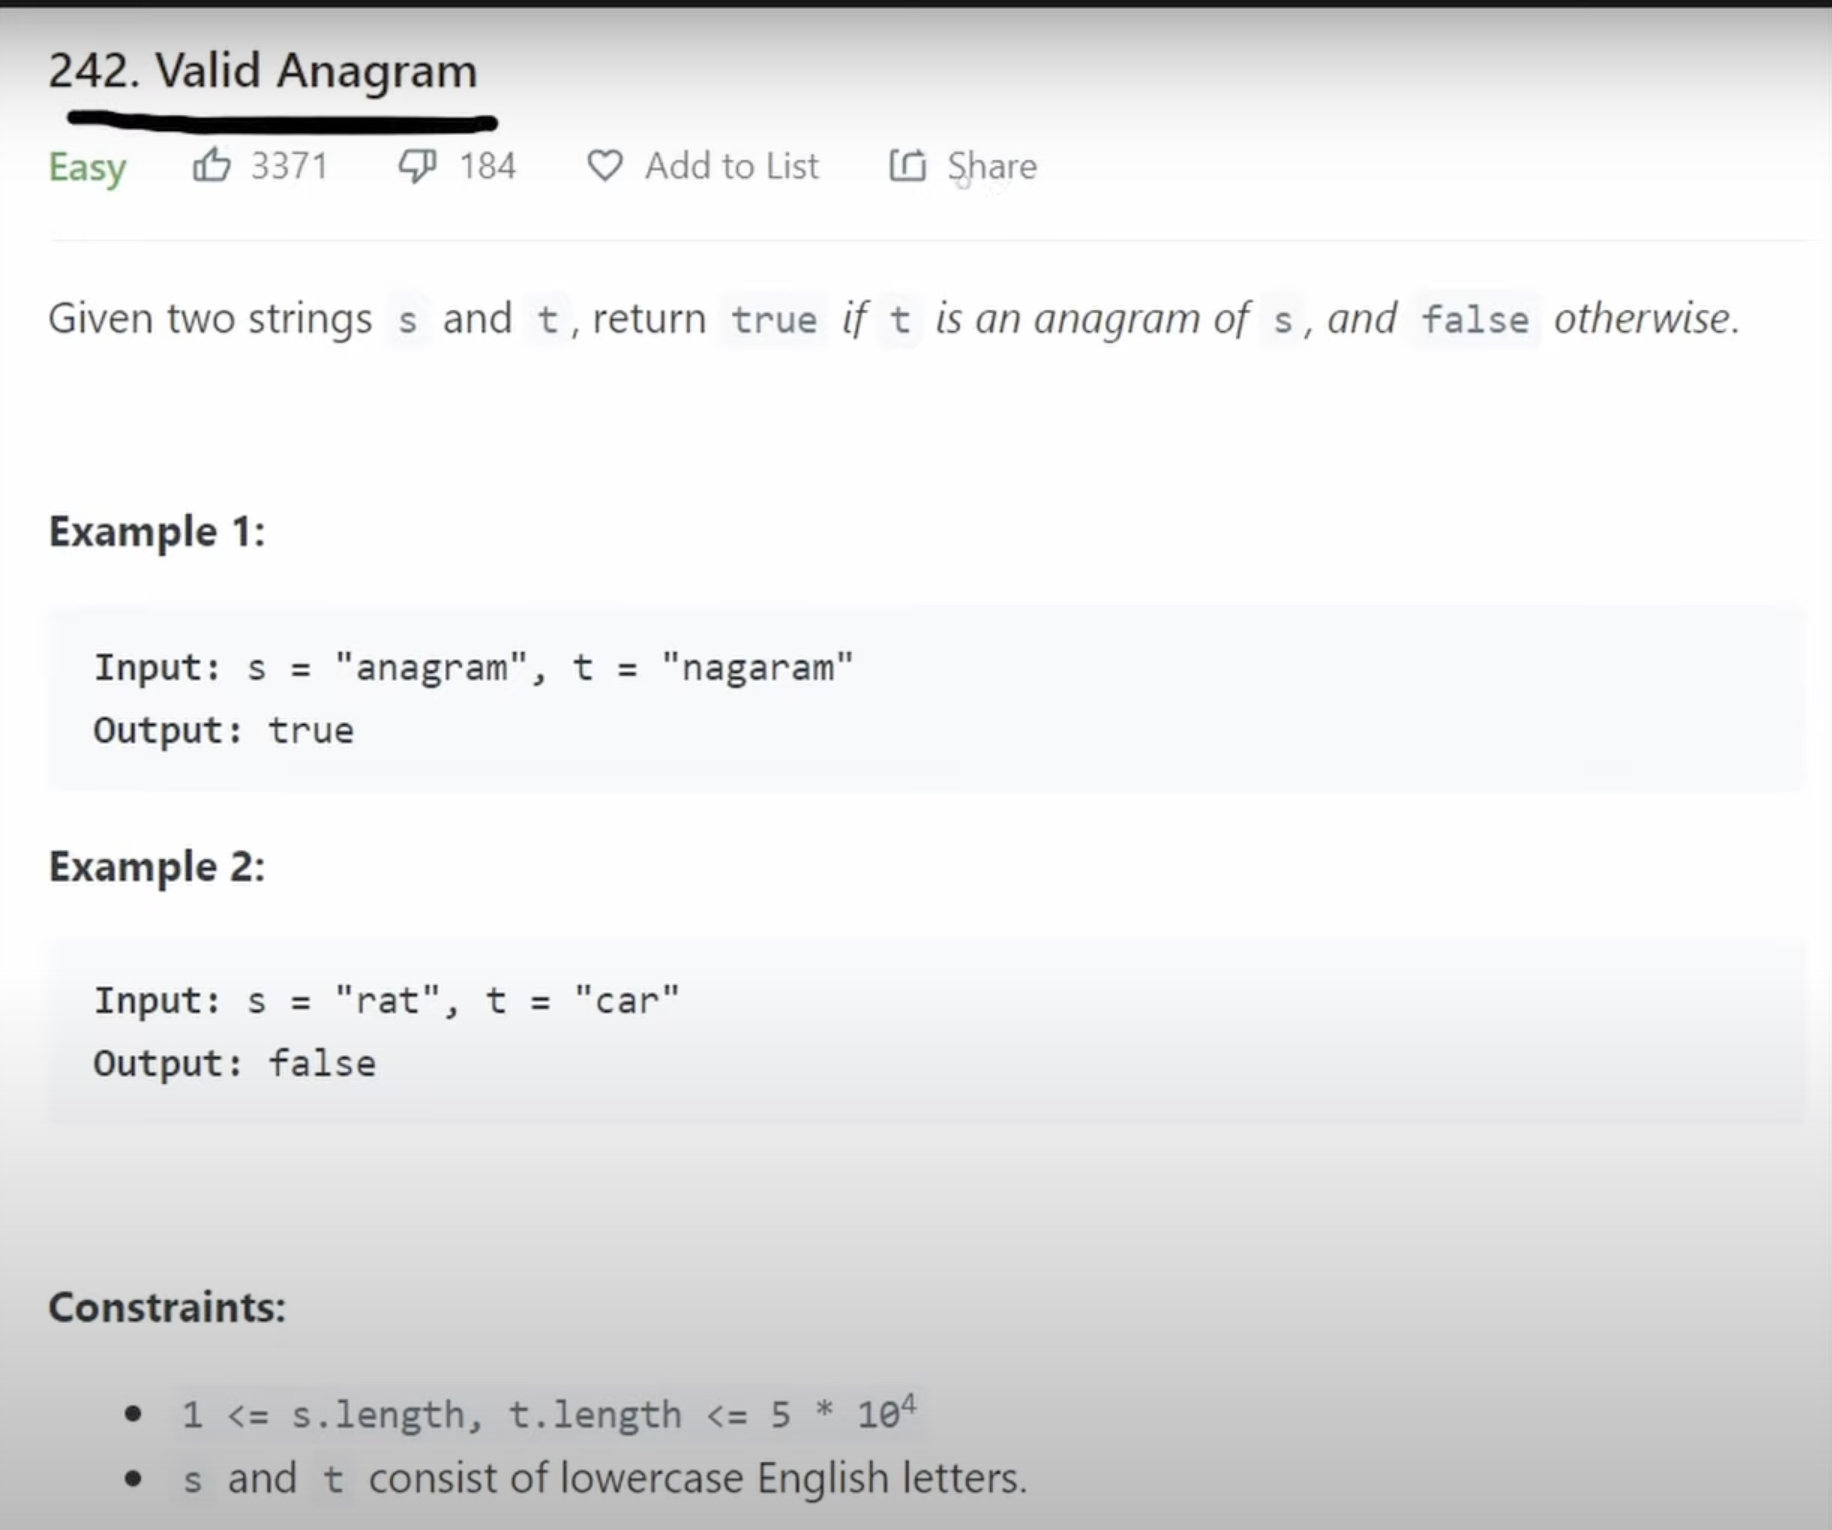 242. Valid Anagram
Easy 3371 184 Add to List Share
Given two strings s and t, return true if t is an anagram of s, and false otherwise.
Example 1:
Input: s = "anagram", t = "nagaram"
Output: true
Example 2:
Input: s = "rat", t = "car"
Output: false
Constraints:
• 1 <= s.length, t.length <= 5 * 10⁴
• s and t consist of lowercase English letters.